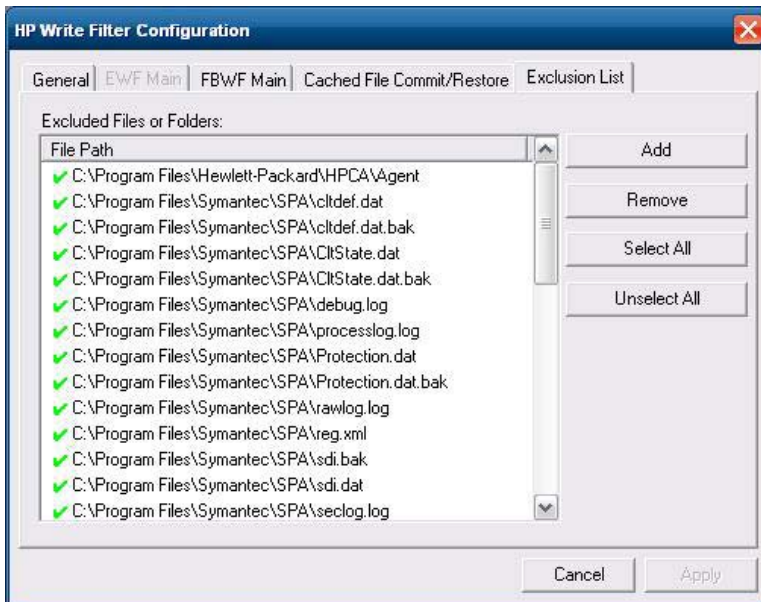 HP Write Filter Configuration
General EWF Main FBWF Main Cached File Commit/Restore Exclusion List
Excluded Files or Folders:
File Path
C:\Program Files\Hewlett-Packard\HPCA\Agent
C:\Program Files\Symantec\SPA\cltdef.dat
C:\Program Files\Symantec\SPA\cltdef.dat.bak
C:\Program Files\Symantec\SPA\CltState.dat
C:\Program Files\Symantec\SPA\CltState.dat.bak
C:\Program Files\Symantec\SPA\debug.log
C:\Program Files\Symantec\SPA\processlog.log
C:\Program Files\Symantec\SPA\Protection.dat
C:\Program Files\Symantec\SPA\Protection.dat.bak
C:\Program Files\Symantec\SPA\rawlog.log
C:\Program Files\Symantec\SPA\reg.xml
C:\Program Files\Symantec\SPA\sdi.bak
C:\Program Files\Symantec\SPA\sdi.dat
C:\Program Files\Symantec\SPA\seclog.log
Add
Remove
Select All
Unselect All
Cancel Apply